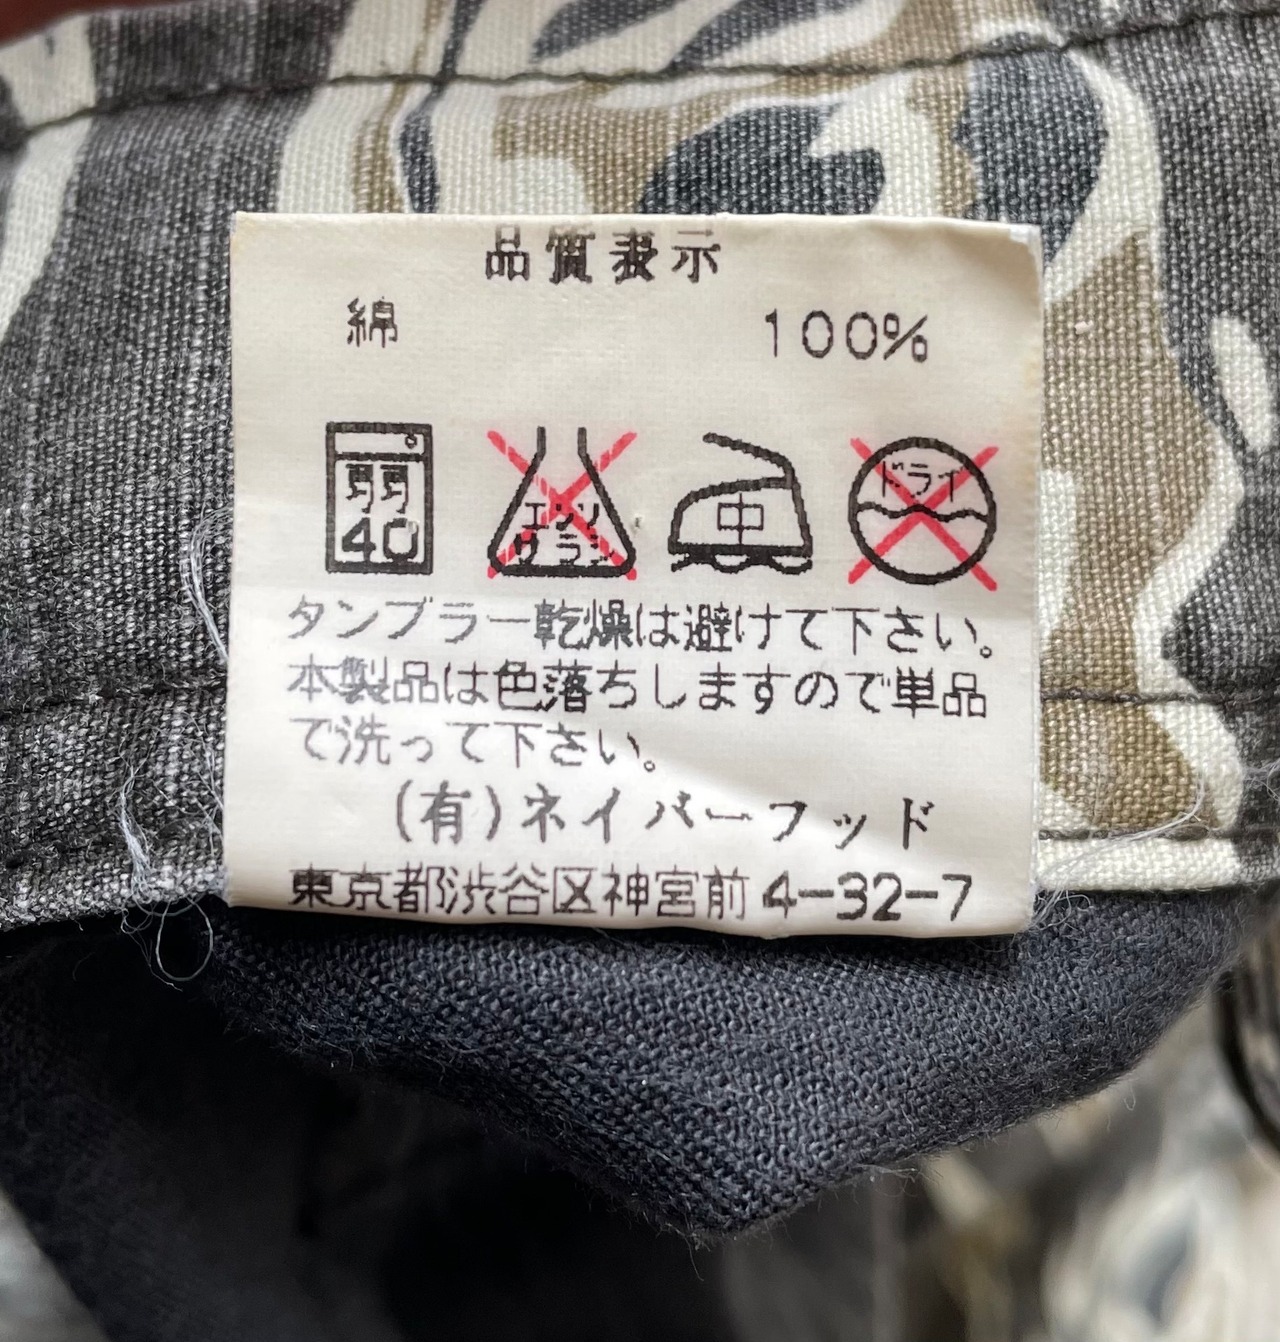 品質表示
綿 100%
弱 40 エンソサラシ 中 ドライ
タンブラー乾燥は避けて下さい。
本製品は色落ちしますので単品
で洗って下さい。
(有)ネイバーフッド
東京都渋谷区神宮前4-32-7